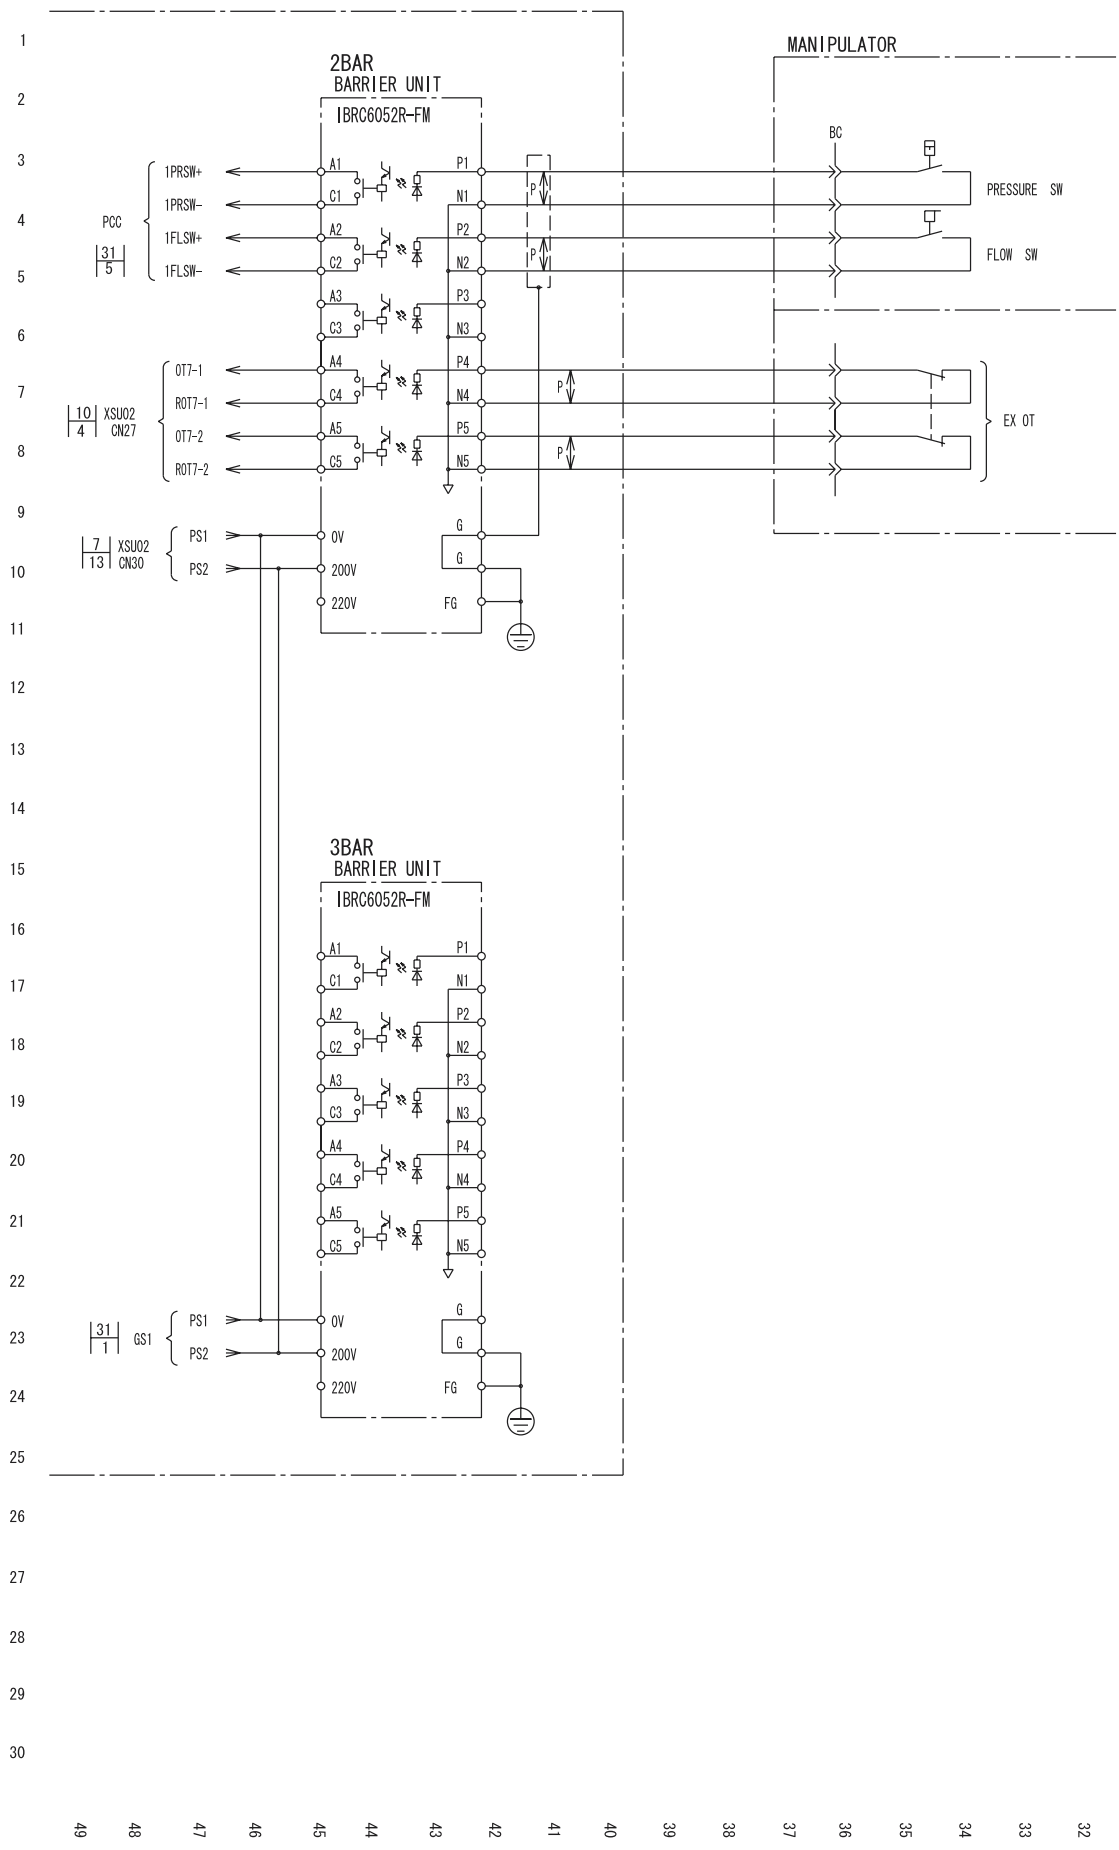 1
MANIPULATOR
2BAR
BARRIER UNIT
2
IBRC6052R-FM
BC
3
A1 P1
1PRSW+
P PRESSURE SW
C1 N1
1PRSW-
4
PCC
A2 P2
1FLSW+
31
5
P FLOW SW
C2 N2
1FLSW-
5
A3 P3
C3 N3
6
A4 P4
OT7-1
7
P
C4 N4
ROT7-1
10
4
XSU02
CN27
EX OT
A5 P5
OT7-2
8
P
C5 N5
ROT7-2
9
G
PS1 0V
7
13
XSU02
CN30
G
PS2 200V
10
220V FG
11
12
13
14
3BAR
BARRIER UNIT
15
IBRC6052R-FM
16
A1 P1
C1 N1
17
A2 P2
C2 N2
18
A3 P3
C3 N3
19
A4 P4
20
C4 N4
A5 P5
21
C5 N5
22
G
PS1 0V
31
1
GS1
23
G
PS2 200V
220V FG
24
25
26
27
28
29
30
49 48 47 46 45 44 43 42 41 40 39 38 37 36 35 34 33 32